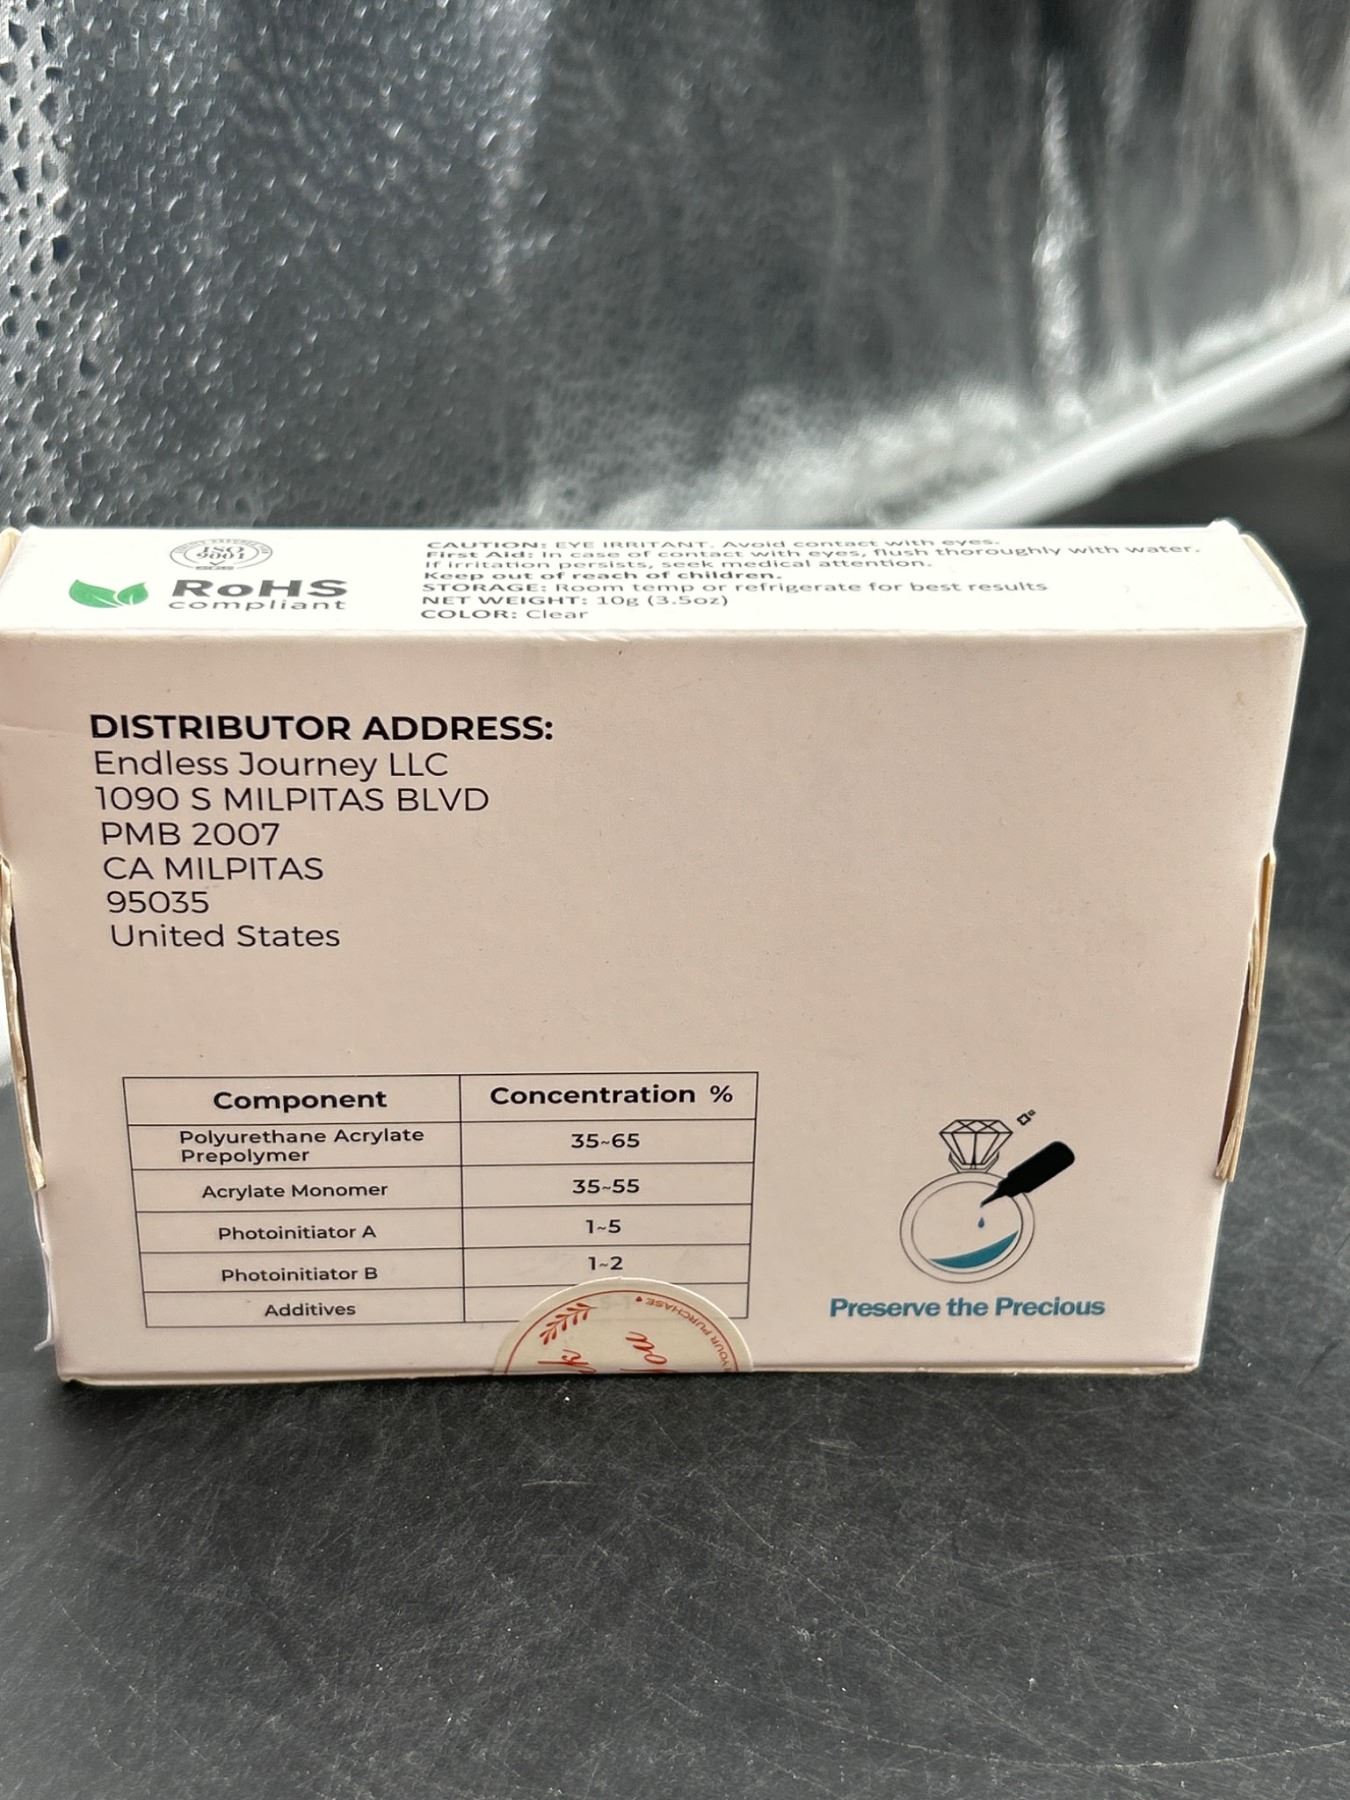 ISO
9001
RoHS
compliant
CAUTION: EYE IRRITANT. Avoid contact with eyes.
First Aid: In case of contact with eyes, flush thoroughly with water.
If irritation persists, seek medical attention.
Keep out of reach of children.
STORAGE: Room temp or refrigerate for best results
NET WEIGHT: 10g (3.5oz)
COLOR: Clear
DISTRIBUTOR ADDRESS:
Endless Journey LLC
1090 S MILPITAS BLVD
PMB 2007
CA MILPITAS
95035
United States
Component Concentration %
Polyurethane Acrylate
Prepolymer 35~65
Acrylate Monomer 35~55
Photoinitiator A 1~5
Photoinitiator B 1~2
Additives
YOUR PURCHASE
ou
Preserve the Precious